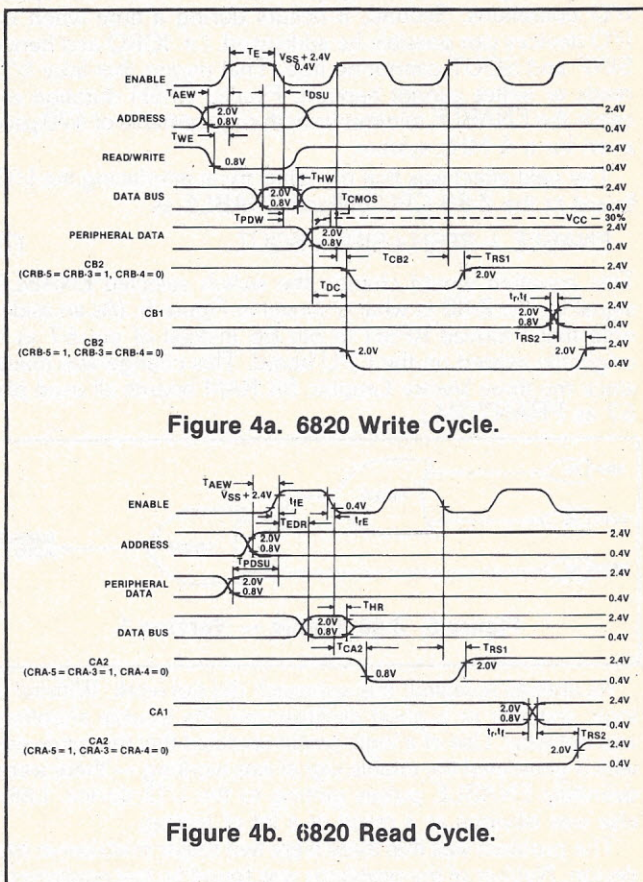 TE
VSS + 2.4V
0.4V
ENABLE
TAEW
tDSU
ADDRESS
2.0V
0.8V
2.4V
0.4V
TWE
READ/WRITE
0.8V
2.4V
0.4V
THW
DATA BUS
2.0V
0.8V
2.4V
0.4V
TPDW
TCMOS
VCC – 30%
PERIPHERAL DATA
2.0V
0.8V
2.4V
0.4V
CB2
(CRB-5 = CRB-3 = 1, CRB-4 = 0)
TCB2
TRS1
2.0V
2.4V
0.4V
TDC
tr,tf
CB1
2.0V
0.8V
2.4V
0.4V
TRS2
CB2
(CRB-5 = 1, CRB-3 = CRB-4 = 0)
2.0V
2.0V
2.4V
0.4V
Figure 4a. 6820 Write Cycle.
TAEW
VSS + 2.4V
tfE
0.4V
ENABLE
TEDR
trE
ADDRESS
2.0V
0.8V
2.4V
0.4V
TPDSU
PERIPHERAL
DATA
2.0V
0.8V
2.4V
0.4V
THR
DATA BUS
2.0V
0.8V
2.4V
0.4V
TCA2
TRS1
CA2
(CRA-5 = CRA-3 = 1, CRA-4 = 0)
0.8V
2.0V
2.4V
0.4V
CA1
2.0V
0.8V
2.4V
0.4V
tr,tf
TRS2
CA2
(CRA-5 = 1, CRA-3 = CRA-4 = 0)
2.0V
2.4V
0.4V
Figure 4b. 6820 Read Cycle.